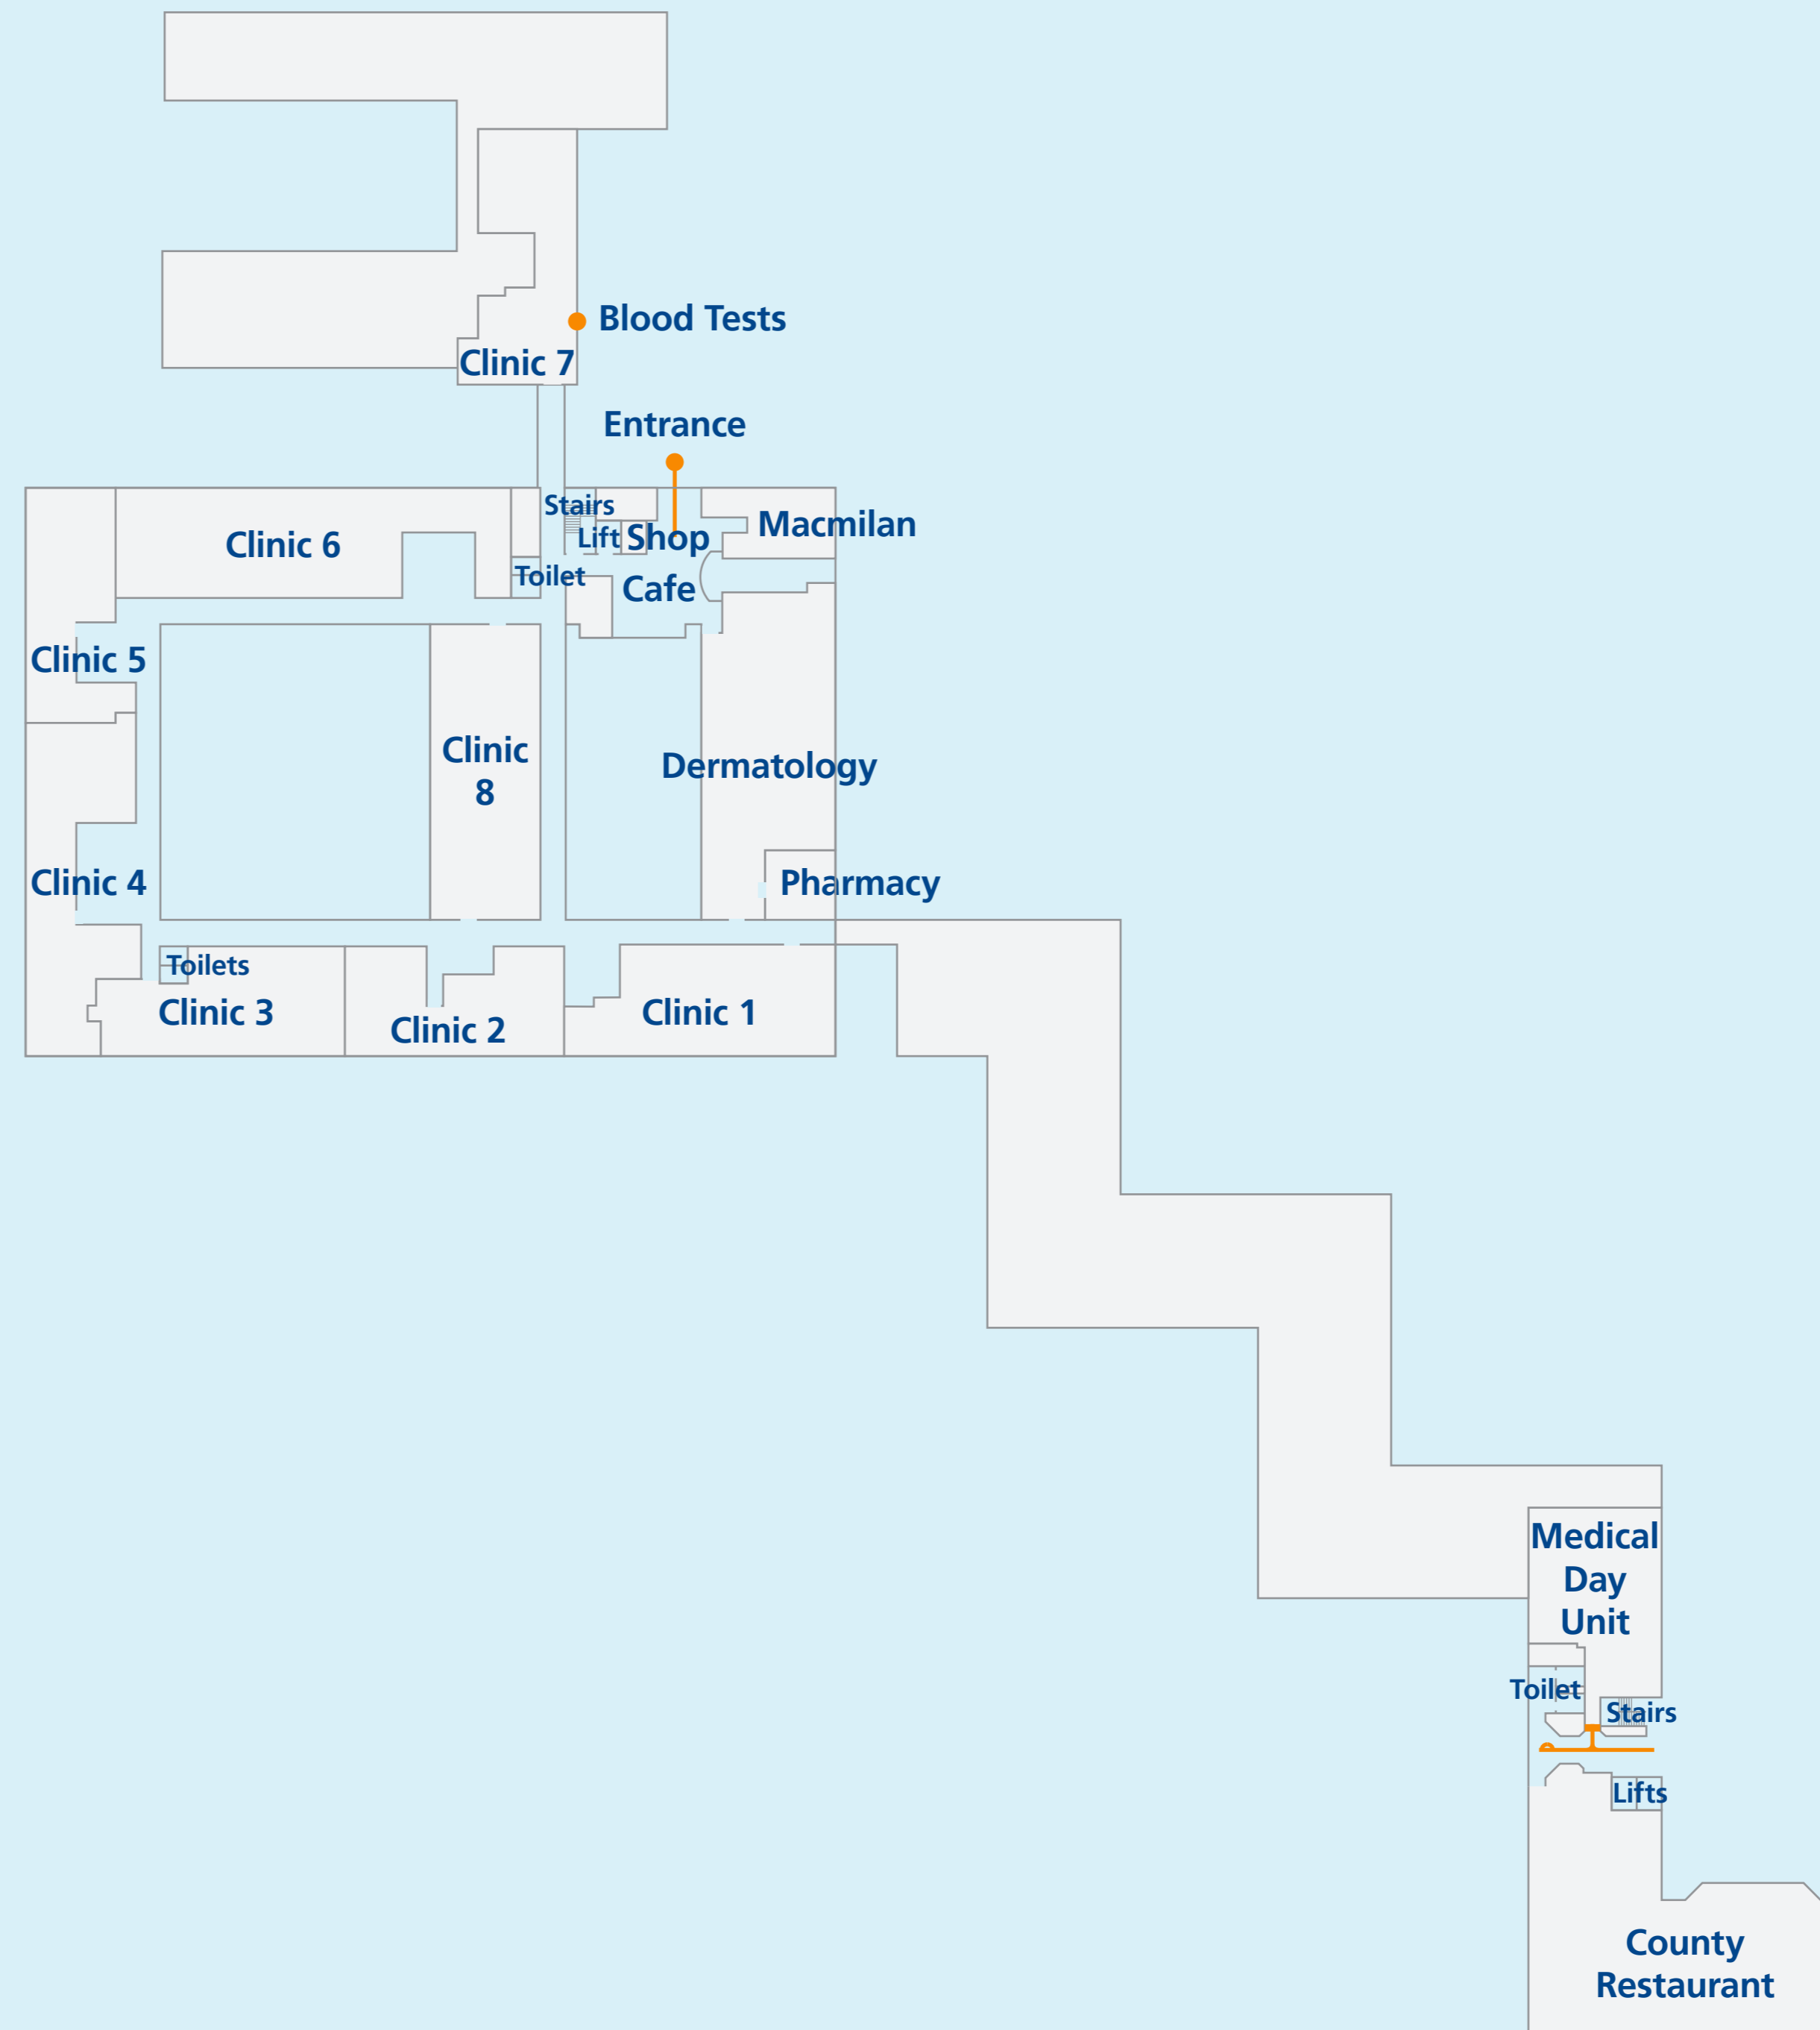 Blood Tests
Clinic 7
Entrance
Stairs
Macmilan
Lift
Shop
Clinic 6
Toilet
Cafe
Clinic 5
Clinic
8
Dermatology
Clinic 4
Pharmacy
Toilets
Clinic 3
Clinic 2
Clinic 1
Medical
Day
Unit
Toilet
Stairs
Lifts
County
Restaurant